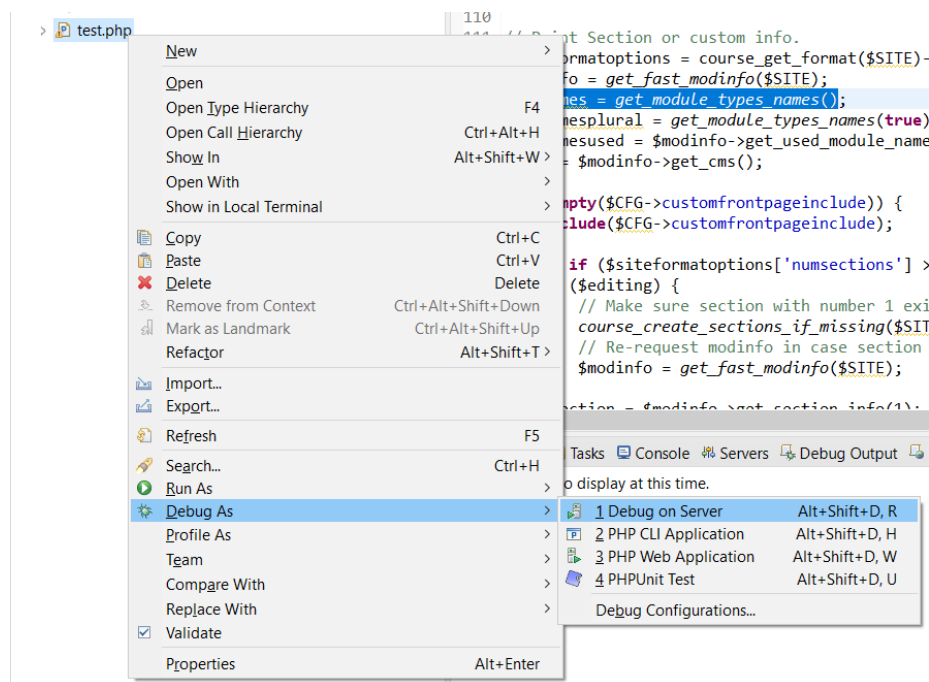 test.php
110
New
Open
Open Type Hierarchy F4
Open Call Hierarchy Ctrl+Alt+H
Show In Alt+Shift+W >
Open With
Show in Local Terminal
Copy Ctrl+C
Paste Ctrl+V
Delete Delete
Remove from Context Ctrl+Alt+Shift+Down
Mark as Landmark Ctrl+Alt+Shift+Up
Refactor Alt+Shift+T >
Import...
Export...
Refresh F5
Search... Ctrl+H
Run As
Debug As
Profile As
Team
Compare With
Replace With
Validate
Properties Alt+Enter
nt Section or custom info.
ormatoptions = course_get_format($SITE)-
fo = get_fast_modinfo($SITE);
mes = get_module_types_names();
mesplural = get_module_types_names(true)
mesused = $modinfo->get_used_module_name
= $modinfo->get_cms();
mpty($CFG->customfrontpageinclude)) {
clude($CFG->customfrontpageinclude);
if ($siteformatoptions['numsections'] >
($editing) {
// Make sure section with number 1 exi
course_create_sections_if_missing($SIT
// Re-request modinfo in case section
$modinfo = get_fast_modinfo($SITE);
ection = $modinfo->get_section_info(1);
Tasks Console Servers Debug Output
o display at this time.
1 Debug on Server Alt+Shift+D, R
2 PHP CLI Application Alt+Shift+D, H
3 PHP Web Application Alt+Shift+D, W
4 PHPUnit Test Alt+Shift+D, U
Debug Configurations...